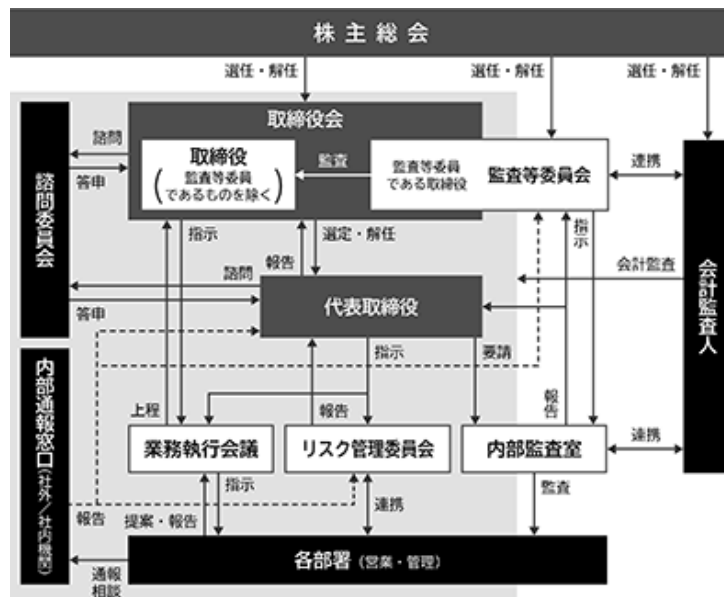 株主総会
選任・解任
選任・解任
選任・解任
取締役会
諮問
答申
取締役
(監査等委員
であるものを除く)
監査
監査等委員
である取締役
監査等委員会
連携
諮問委員会
指示
報告
選定・解任
指示
諮問
答申
代表取締役
会計監査
会計監査人
指示
要請
内部通報窓口(社外/社内機関)
上程
報告
報告
業務執行会議
リスク管理委員会
内部監査室
連携
報告
提案・報告
指示
連携
監査
通報
相談
各部署(営業・管理)